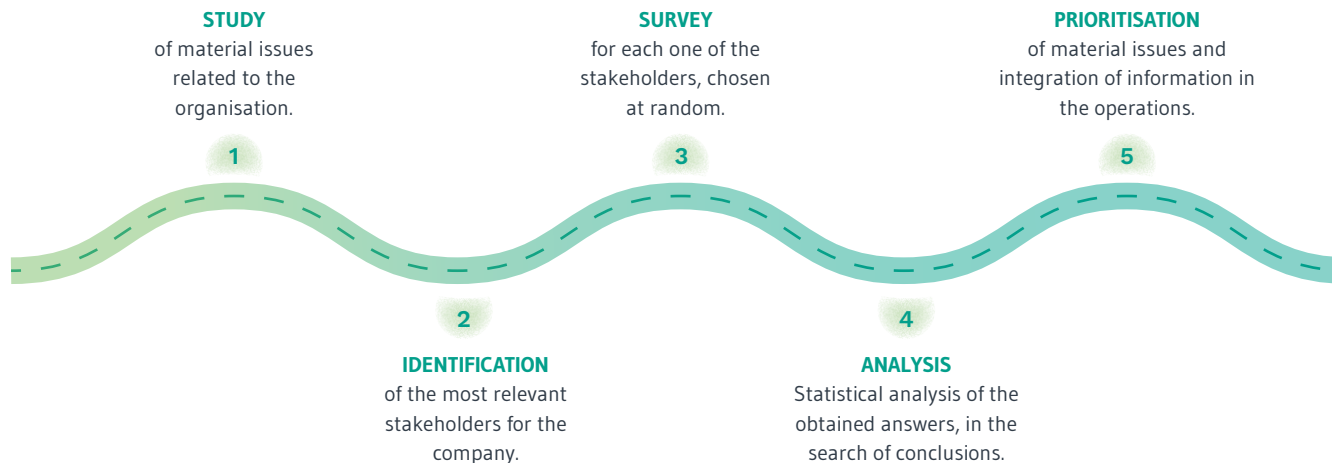 STUDY
of material issues
related to the
organisation.
1
2
IDENTIFICATION
of the most relevant
stakeholders for the
company.
SURVEY
for each one of the
stakeholders, chosen
at random.
3
4
ANALYSIS
Statistical analysis of the
obtained answers, in the
search of conclusions.
PRIORITISATION
of material issues and
integration of information in
the operations.
5